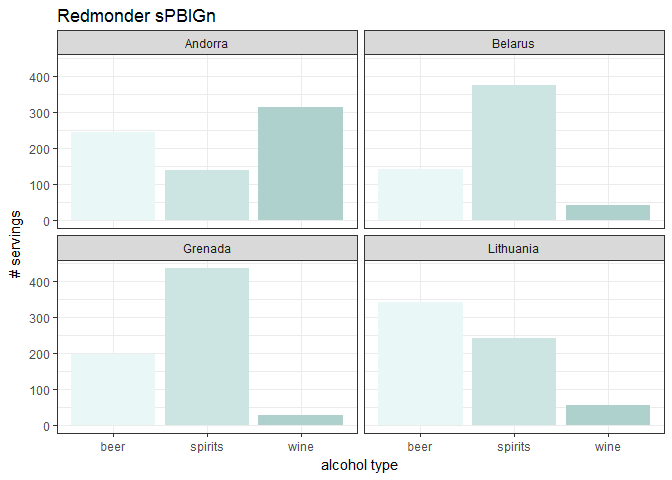 Redmonder sPBIGn
Andorra
Belarus
400
300
200
100
0
Grenada
Lithuania
400
300
200
100
0
# servings
beer spirits wine
beer spirits wine
alcohol type